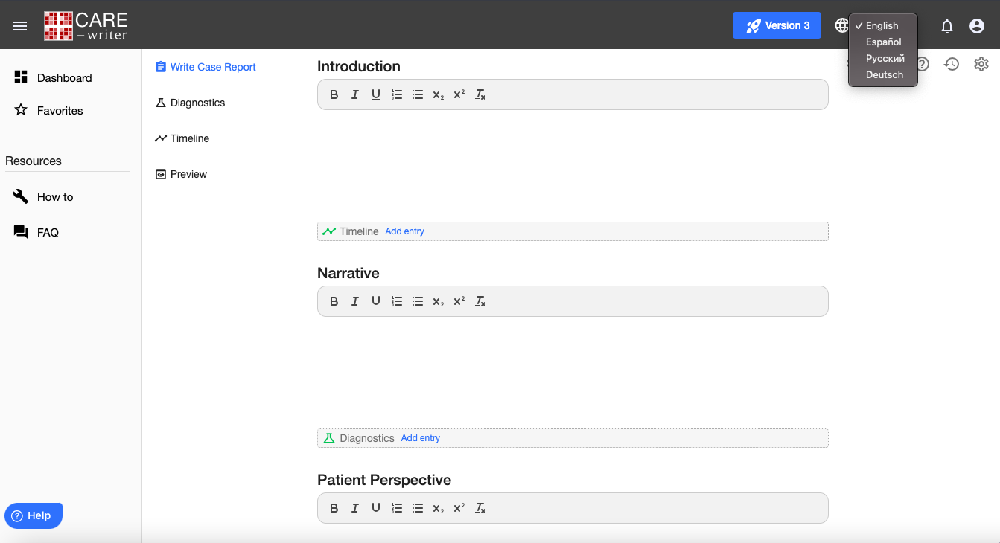 CARE
-writer
Version 3
✓ English
Español
Русский
Deutsch
Dashboard
Favorites
Resources
How to
FAQ
Help
Write Case Report
Diagnostics
Timeline
Preview
Introduction
B I U x₂ x² Tx
Timeline Add entry
Narrative
B I U x₂ x² Tx
Diagnostics Add entry
Patient Perspective
B I U x₂ x² Tx